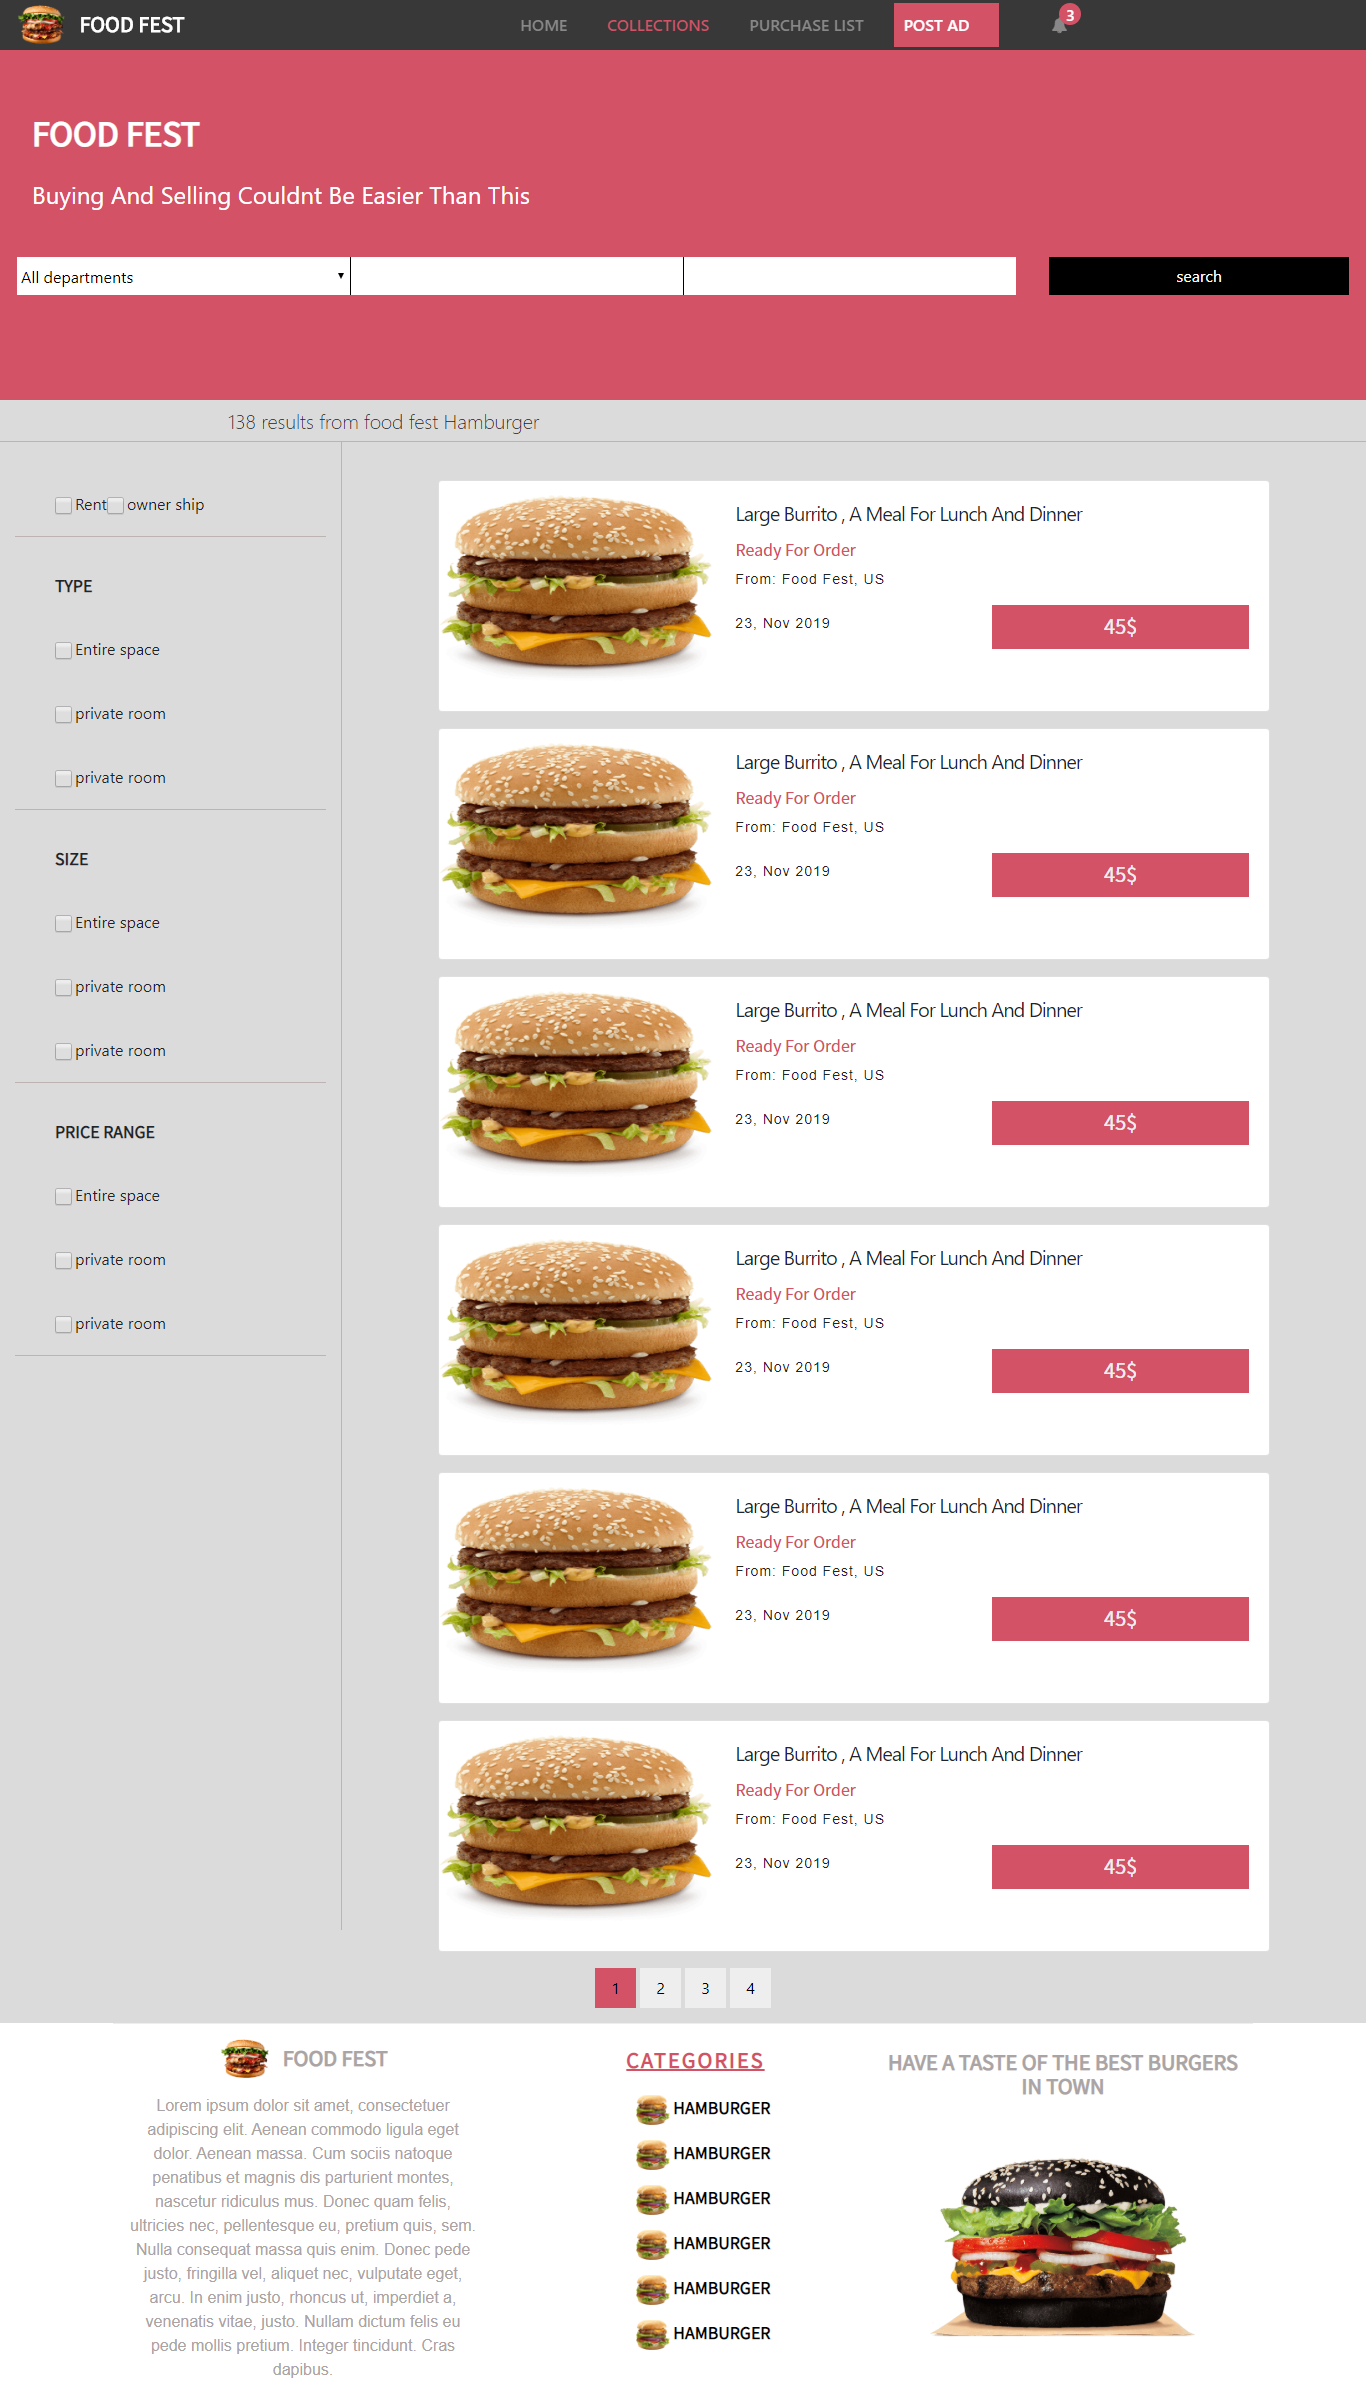 FOOD FEST
HOME COLLECTIONS PURCHASE LIST POST AD 3
FOOD FEST
Buying And Selling Couldnt Be Easier Than This
All departments search
138 results from food fest Hamburger
Rent owner ship
TYPE
Entire space
private room
private room
SIZE
Entire space
private room
private room
PRICE RANGE
Entire space
private room
private room
Large Burrito , A Meal For Lunch And Dinner
Ready For Order
From: Food Fest, US
23, Nov 2019 45$
Large Burrito , A Meal For Lunch And Dinner
Ready For Order
From: Food Fest, US
23, Nov 2019 45$
Large Burrito , A Meal For Lunch And Dinner
Ready For Order
From: Food Fest, US
23, Nov 2019 45$
Large Burrito , A Meal For Lunch And Dinner
Ready For Order
From: Food Fest, US
23, Nov 2019 45$
Large Burrito , A Meal For Lunch And Dinner
Ready For Order
From: Food Fest, US
23, Nov 2019 45$
Large Burrito , A Meal For Lunch And Dinner
Ready For Order
From: Food Fest, US
23, Nov 2019 45$
1 2 3 4
FOOD FEST
Lorem ipsum dolor sit amet, consectetuer
adipiscing elit. Aenean commodo ligula eget
dolor. Aenean massa. Cum sociis natoque
penatibus et magnis dis parturient montes,
nascetur ridiculus mus. Donec quam felis,
ultricies nec, pellentesque eu, pretium quis, sem.
Nulla consequat massa quis enim. Donec pede
justo, fringilla vel, aliquet nec, vulputate eget,
arcu. In enim justo, rhoncus ut, imperdiet a,
venenatis vitae, justo. Nullam dictum felis eu
pede mollis pretium. Integer tincidunt. Cras
dapibus.
CATEGORIES
HAMBURGER
HAMBURGER
HAMBURGER
HAMBURGER
HAMBURGER
HAMBURGER
HAVE A TASTE OF THE BEST BURGERS
IN TOWN